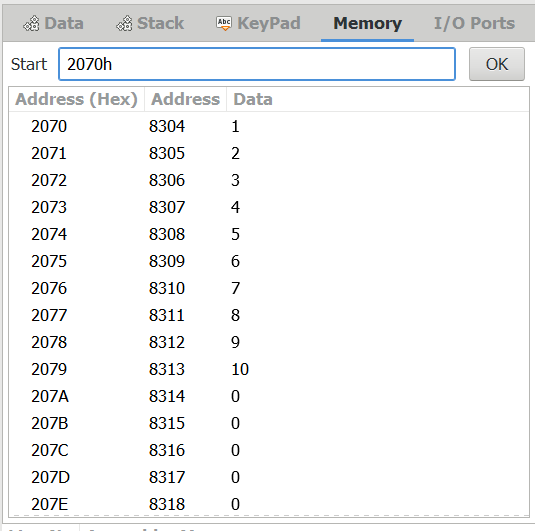 Data Stack Abc KeyPad Memory I/O Ports
Start 2070h OK
Address (Hex) Address Data
2070 8304 1
2071 8305 2
2072 8306 3
2073 8307 4
2074 8308 5
2075 8309 6
2076 8310 7
2077 8311 8
2078 8312 9
2079 8313 10
207A 8314 0
207B 8315 0
207C 8316 0
207D 8317 0
207E 8318 0